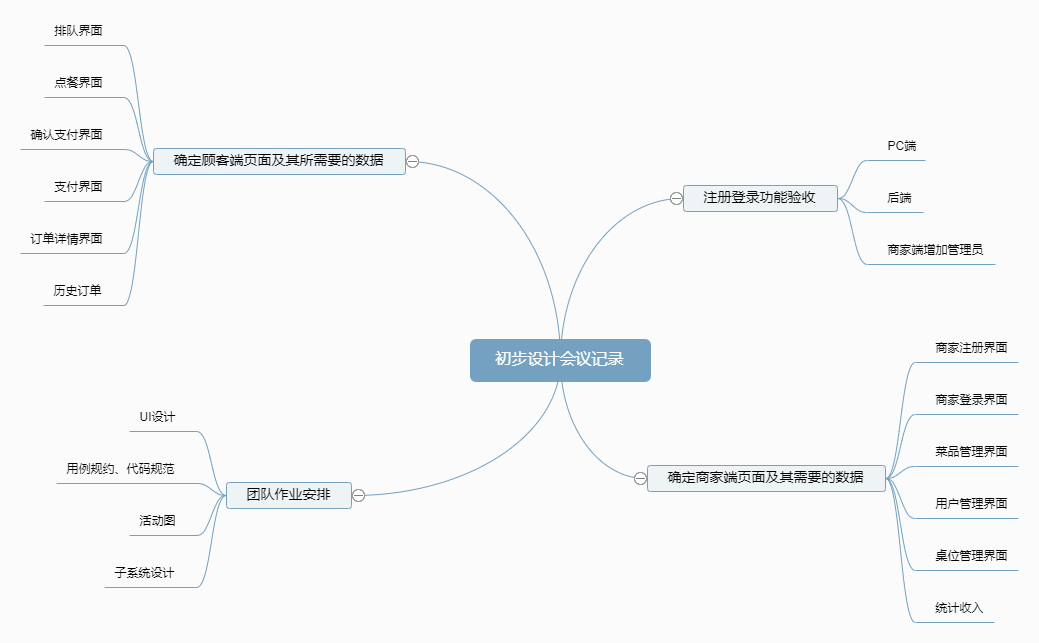 初步设计会议记录
注册登录功能验收
PC端
后端
商家端增加管理员
确定商家端页面及其需要的数据
商家注册界面
商家登录界面
菜品管理界面
用户管理界面
桌位管理界面
统计收入
确定顾客端页面及其所需要的数据
排队界面
点餐界面
确认支付界面
支付界面
订单详情界面
历史订单
团队作业安排
UI设计
用例规约、代码规范
活动图
子系统设计